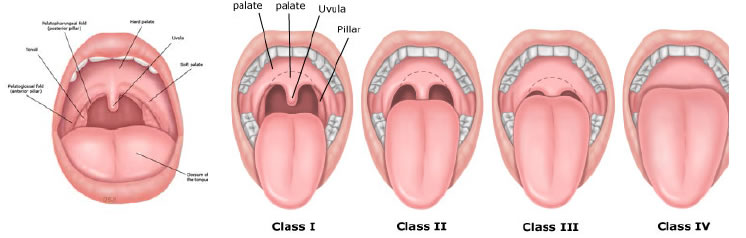 Palatopharyngeal fold
(posterior pillar)
Hard palate
Uvula
Tonsil
Soft palate
Palatoglossal fold
(anterior pillar)
Dorsum of
the tongue
palate
palate
Uvula
Pillar
Class I
Class II
Class III
Class IV